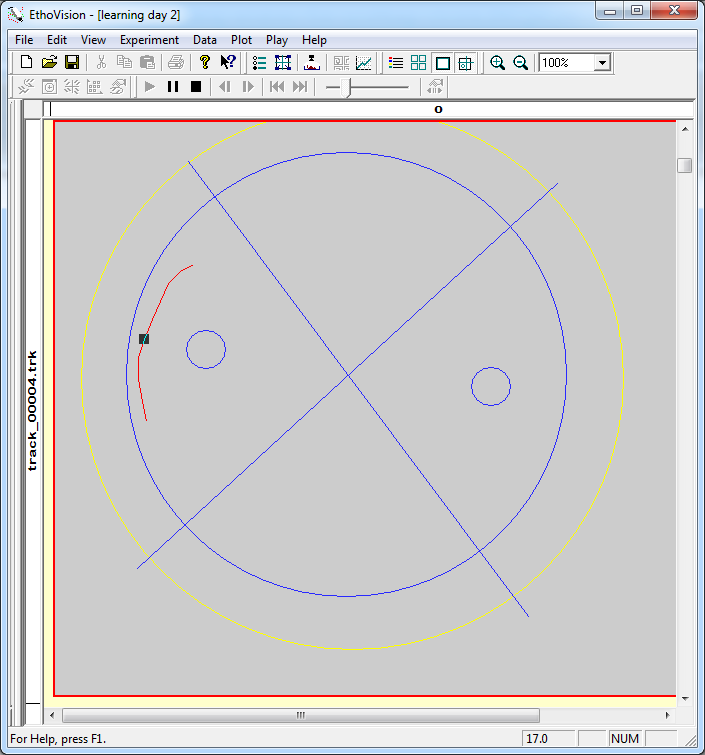 EthoVision - [learning day 2]
File Edit View Experiment Data Plot Play Help
100%
O
track_00004.trk
For Help, press F1.
17.0
NUM